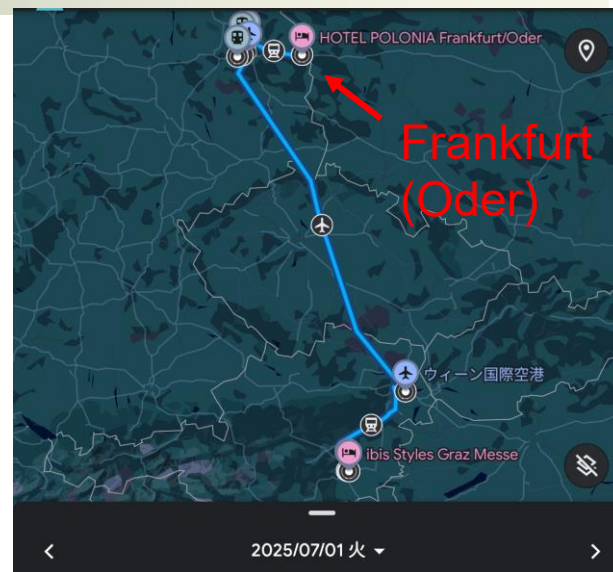 HOTEL POLONIA Frankfurt/Oder
Frankfurt
(Oder)
ウィーン国際空港
ibis Styles Graz Messe
2025/07/01 火